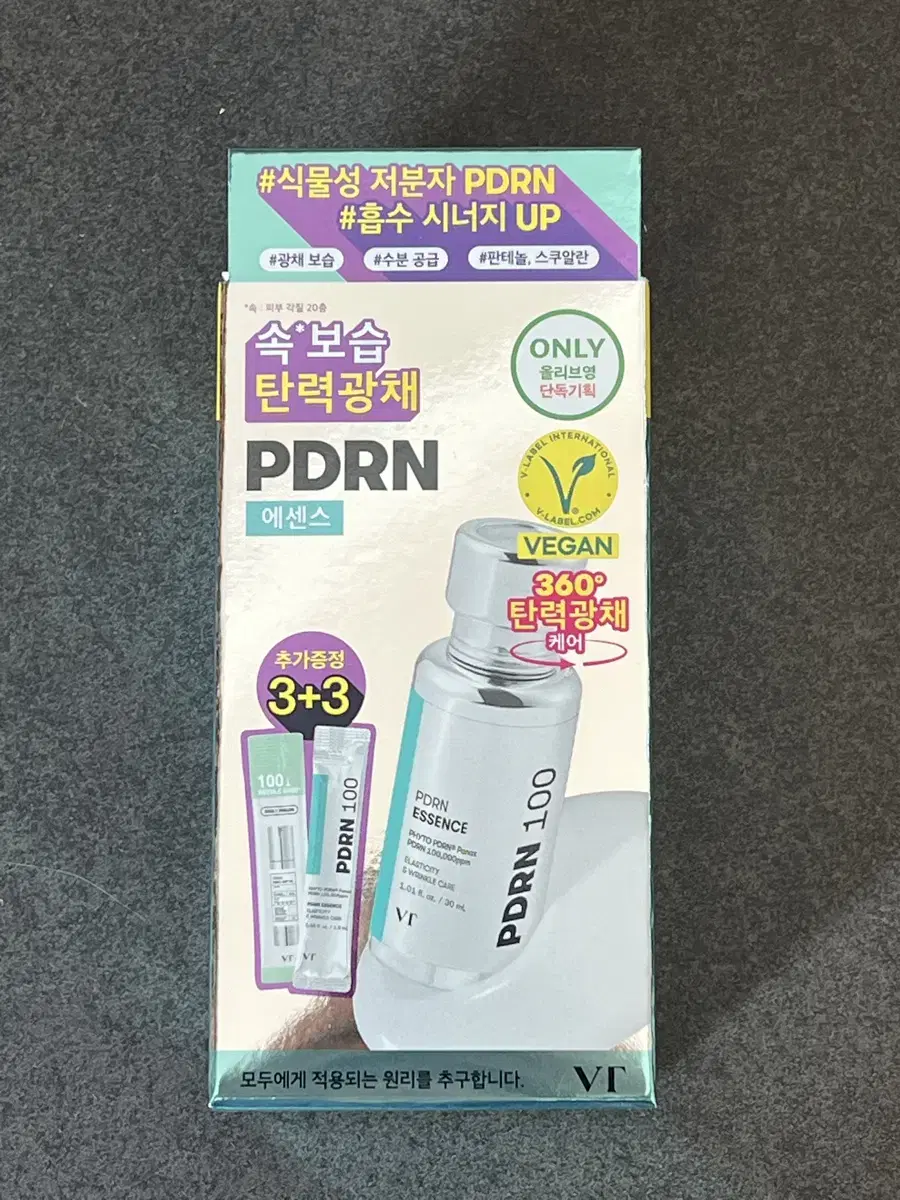 #식물성 저분자 PDRN
#흡수 시너지 UP
#광채 보습 #수분 공급 #판테놀, 스쿠알란
*속 : 피부 각질 20층
속*보습
탄력광채
PDRN
에센스
ONLY
올리브영
단독기획
V-LABEL INTERNATIONAL
V-LABEL.COM
VEGAN
360°
탄력광채
케어
추가증정
3+3
100
PDRN 100
VT
VT
PDRN
ESSENCE
PHYTO PDRN® Panax
PDRN 100,000ppm
ELASTICITY
& WRINKLE CARE
1.01 fl. oz. / 30 mL
VT
PDRN 100
모두에게 적용되는 원리를 추구합니다.
VT